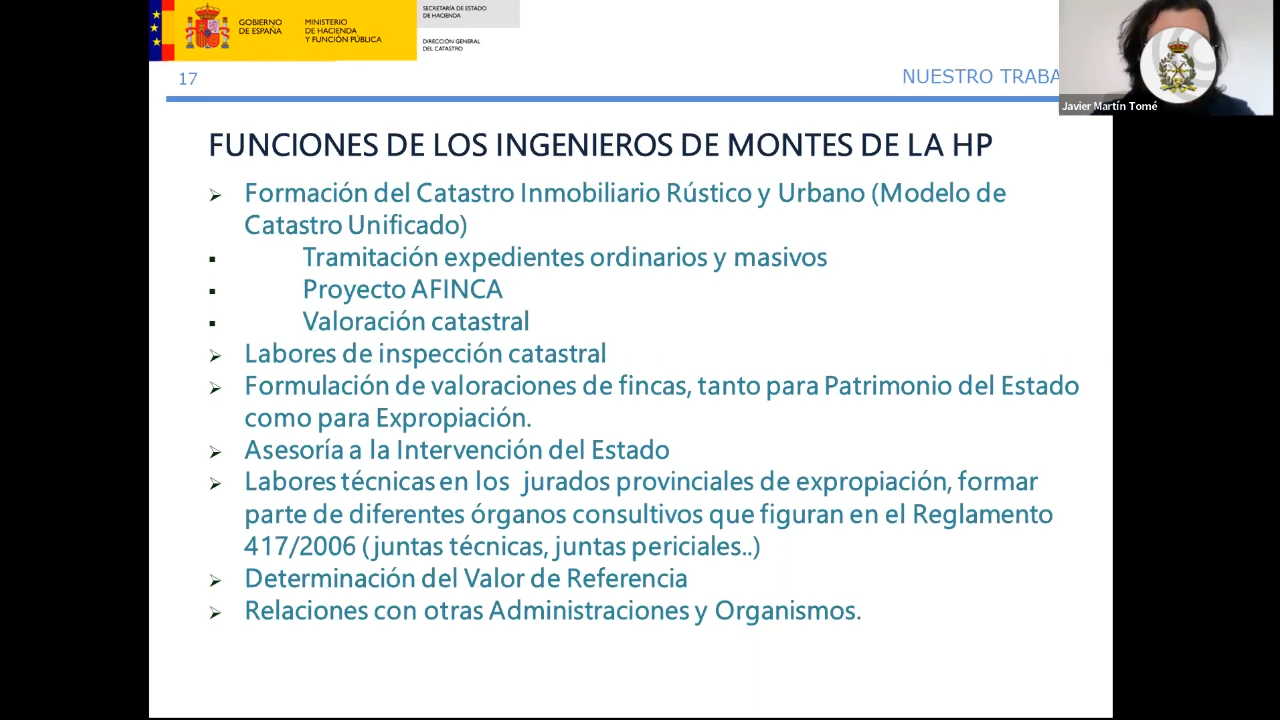 GOBIERNO
DE ESPAÑA
MINISTERIO
DE HACIENDA
Y FUNCIÓN PÚBLICA
SECRETARÍA DE ESTADO
DE HACIENDA
DIRECCIÓN GENERAL
DEL CATASTRO
17
NUESTRO TRABA
Javier Martín Tomé
FUNCIONES DE LOS INGENIEROS DE MONTES DE LA HP
Formación del Catastro Inmobiliario Rústico y Urbano (Modelo de
Catastro Unificado)
Tramitación expedientes ordinarios y masivos
Proyecto AFINCA
Valoración catastral
Labores de inspección catastral
Formulación de valoraciones de fincas, tanto para Patrimonio del Estado
como para Expropiación.
Asesoría a la Intervención del Estado
Labores técnicas en los jurados provinciales de expropiación, formar
parte de diferentes órganos consultivos que figuran en el Reglamento
417/2006 (juntas técnicas, juntas periciales..)
Determinación del Valor de Referencia
Relaciones con otras Administraciones y Organismos.